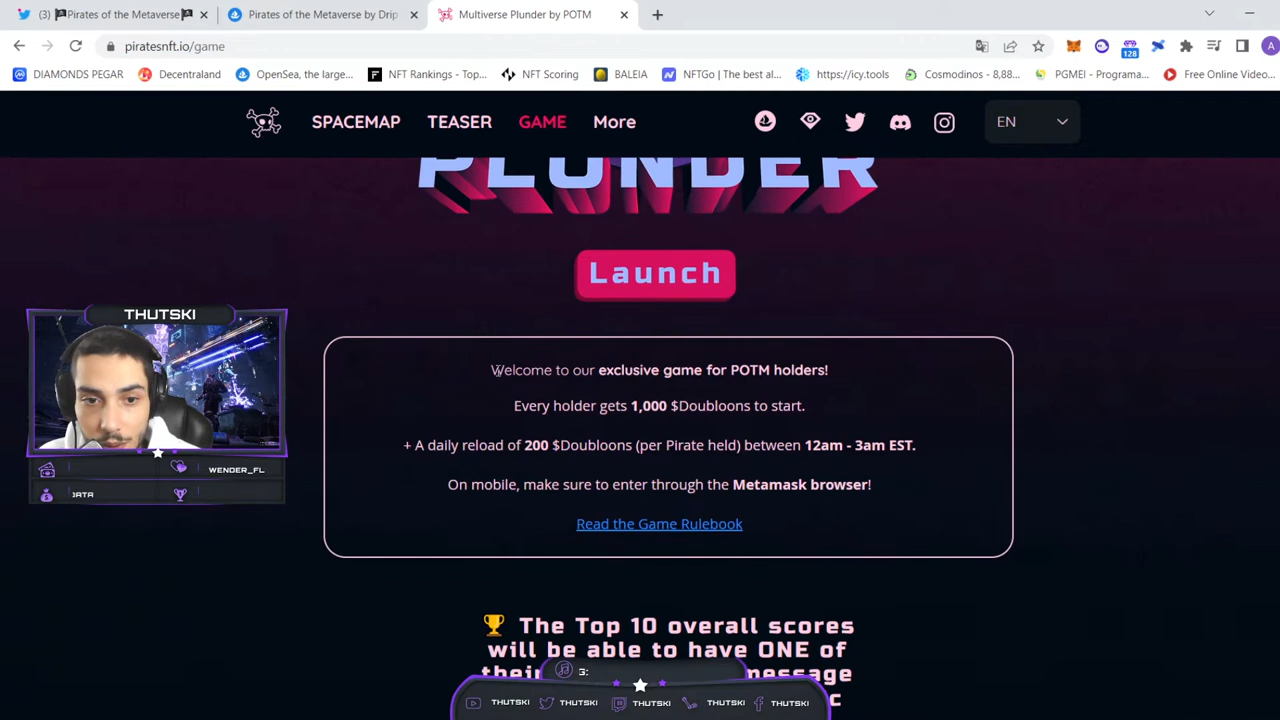 (3) 🏴Pirates of the Metaverse🏴
Pirates of the Metaverse by Drip
Multiverse Plunder by POTM
piratesnft.io/game
128
A
DIAMONDS PEGAR
Decentraland
OpenSea, the large...
NFT Rankings - Top...
NFT Scoring
BALEIA
NFTGo | The best al...
https://icy.tools
Cosmodinos - 8,88...
PGMEI - Programa...
Free Online Video...
SPACEMAP
TEASER
GAME
More
EN
PLUNDER
Launch
THUTSKI
WENDER_FL
Welcome to our exclusive game for POTM holders!
Every holder gets 1,000 $Doubloons to start.
+ A daily reload of 200 $Doubloons (per Pirate held) between 12am - 3am EST.
On mobile, make sure to enter through the Metamask browser!
Read the Game Rulebook
🏆 The Top 10 overall scores
will be able to have ONE of
their message
3:
THUTSKI
THUTSKI
THUTSKI
THUTSKI
THUTSKI